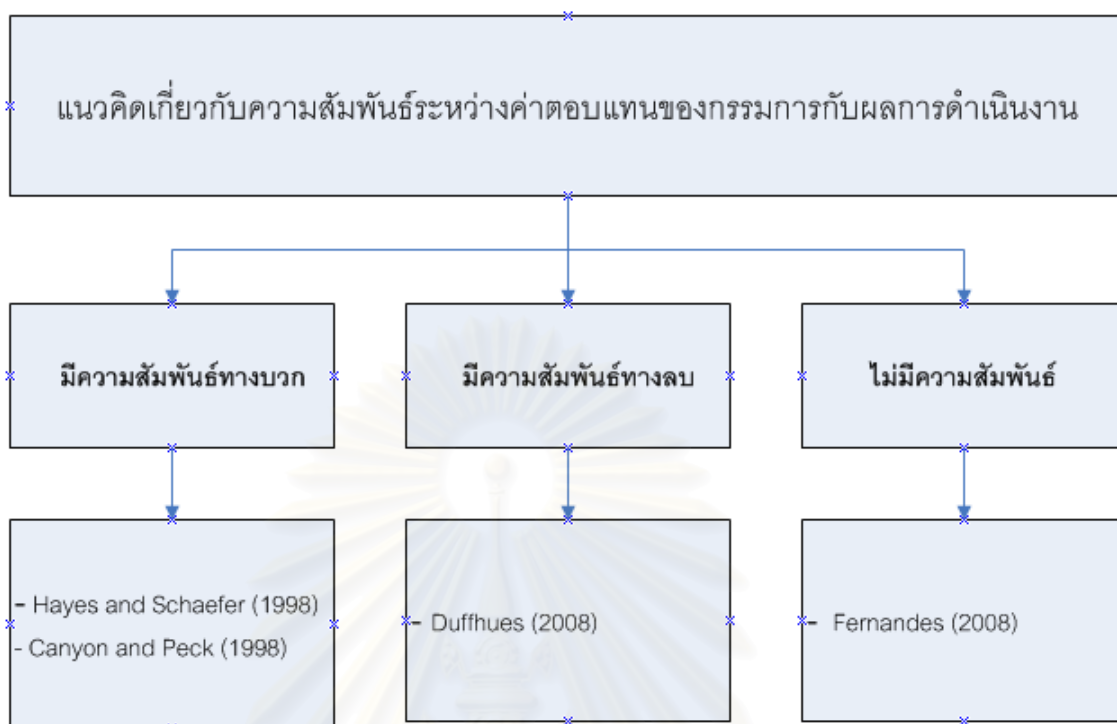 แนวคิดเกี่ยวกับความสัมพันธ์ระหว่างค่าตอบแทนของกรรมการกับผลการดำเนินงาน
มีความสัมพันธ์ทางบวก
มีความสัมพันธ์ทางลบ
ไม่มีความสัมพันธ์
- Hayes and Schaefer (1998)
- Canyon and Peck (1998)
- Duffhues (2008)
- Fernandes (2008)